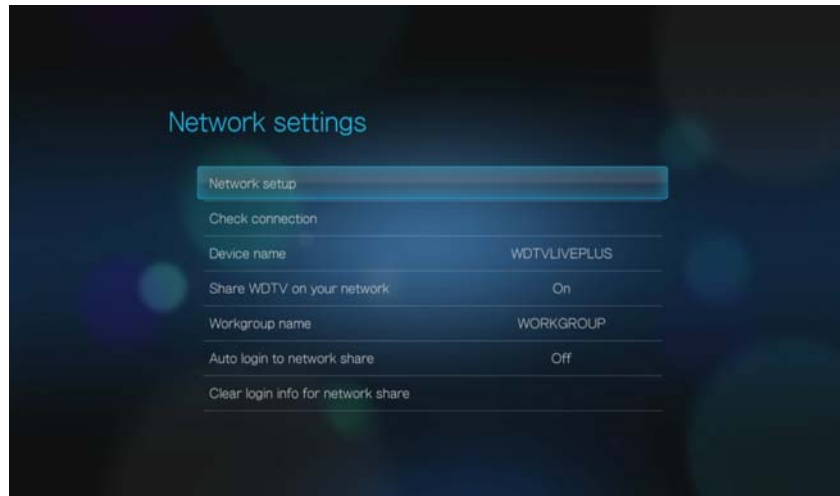 Network settings
Network setup
Check connection
Device name WDTVLIVEPLUS
Share WDTV on your network On
Workgroup name WORKGROUP
Auto login to network share Off
Clear login info for network share